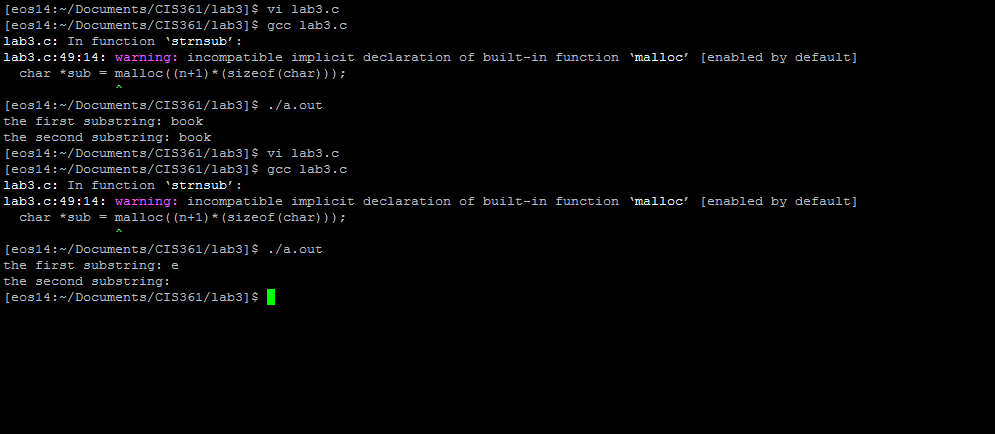 [eos14:~/Documents/CIS361/lab3]$ vi lab3.c
[eos14:~/Documents/CIS361/lab3]$ gcc lab3.c
lab3.c: In function ‘strnsub’:
lab3.c:49:14: warning: incompatible implicit declaration of built-in function ‘malloc’ [enabled by default]
  char *sub = malloc((n+1)*(sizeof(char)));
              ^
[eos14:~/Documents/CIS361/lab3]$ ./a.out
the first substring: book
the second substring: book
[eos14:~/Documents/CIS361/lab3]$ vi lab3.c
[eos14:~/Documents/CIS361/lab3]$ gcc lab3.c
lab3.c: In function ‘strnsub’:
lab3.c:49:14: warning: incompatible implicit declaration of built-in function ‘malloc’ [enabled by default]
  char *sub = malloc((n+1)*(sizeof(char)));
              ^
[eos14:~/Documents/CIS361/lab3]$ ./a.out
the first substring: e
the second substring:
[eos14:~/Documents/CIS361/lab3]$